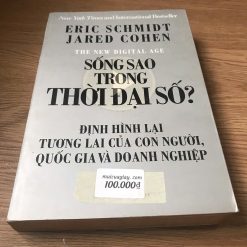 New York Times and International Bestseller
ERIC SCHMIDT
JARED COHEN
THE NEW DIGITAL AGE
SỐNG SAO
TRONG
THỜI ĐẠI SỐ?
ĐỊNH HÌNH LẠI
TƯƠNG LAI CỦA CON NGƯỜI,
QUỐC GIA VÀ DOANH NGHIỆP
100.000đ